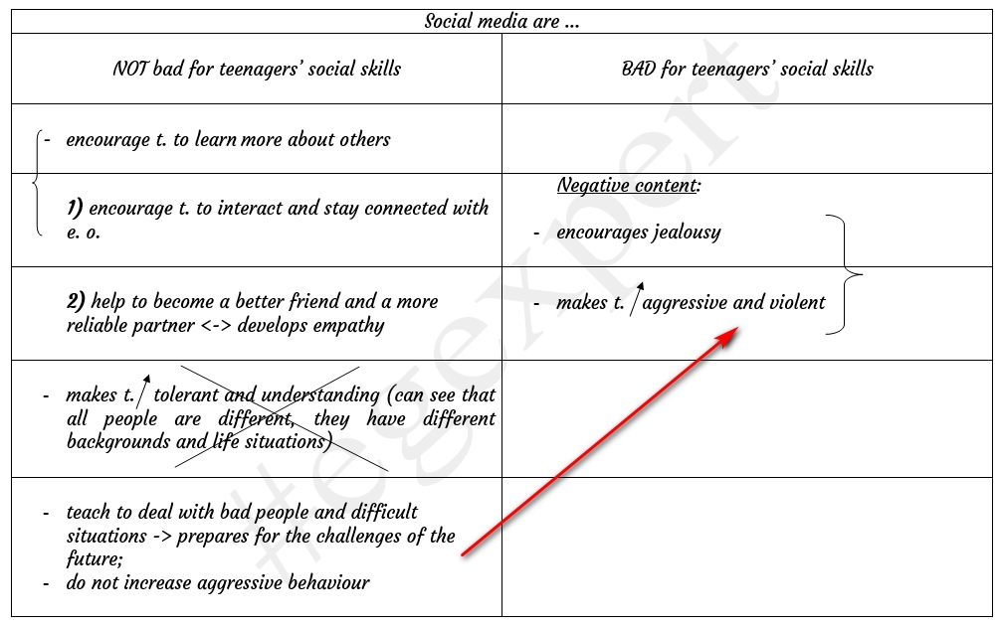 Social media are ...
NOT bad for teenagers' social skills
BAD for teenagers' social skills
- encourage t. to learn more about others
1) encourage t. to interact and stay connected with
e. o.
Negative content:
- encourages jealousy
2) help to become a better friend and a more
reliable partner <-> develops empathy
- makes t. aggressive and violent
- makes t. tolerant and understanding (can see that
all people are different, they have different
backgrounds and life situations)
- teach to deal with bad people and difficult
situations -> prepares for the challenges of the
future;
- do not increase aggressive behaviour
#egexpert